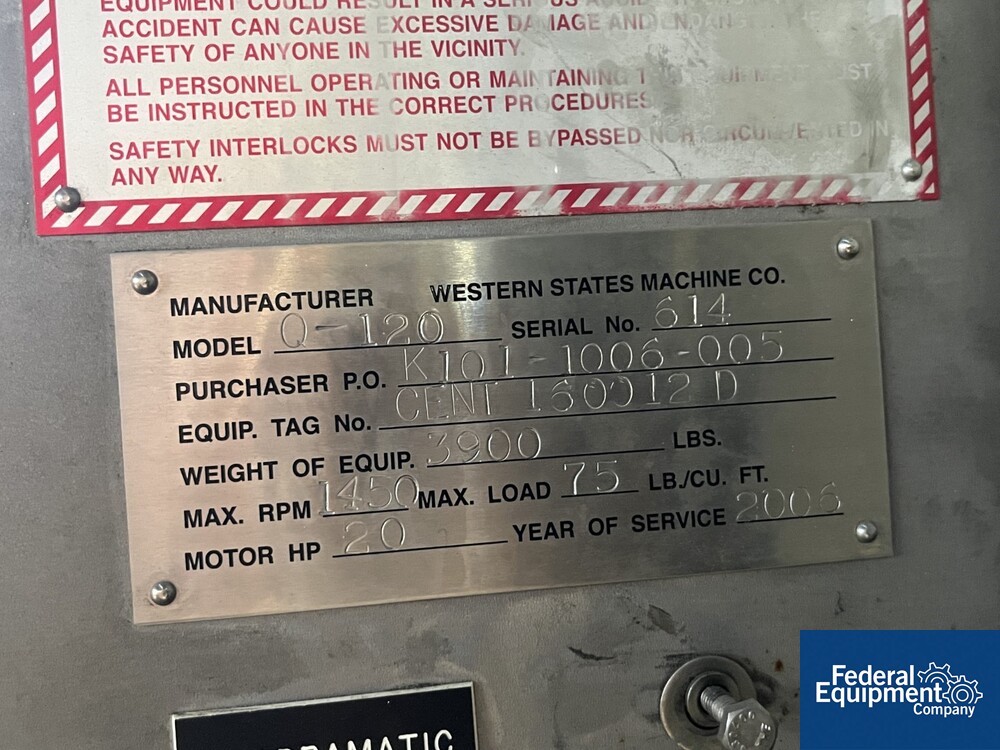 EQUIPMENT COULD RESULT IN A
ACCIDENT CAN CAUSE EXCESSIVE DAMAGE AND
SAFETY OF ANYONE IN THE VICINITY.
ALL PERSONNEL OPERATING OR MAINTAINING
BE INSTRUCTED IN THE CORRECT PROCEDURES
SAFETY INTERLOCKS MUST NOT BE BYPASSED NOR CIRCUMVENTED IN
ANY WAY.
MANUFACTURER WESTERN STATES MACHINE CO.
MODEL Q-120 SERIAL No. 614
PURCHASER P.O. K101-1006-005
EQUIP. TAG No. CENT 160012 D
WEIGHT OF EQUIP. 3900 LBS.
MAX. RPM 1450 MAX. LOAD 75 LB./CU. FT.
MOTOR HP 20 YEAR OF SERVICE 2006
Federal
Equipment
Company